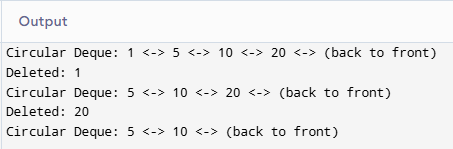 Output
Circular Deque: 1 <-> 5 <-> 10 <-> 20 <-> (back to front)
Deleted: 1
Circular Deque: 5 <-> 10 <-> 20 <-> (back to front)
Deleted: 20
Circular Deque: 5 <-> 10 <-> (back to front)